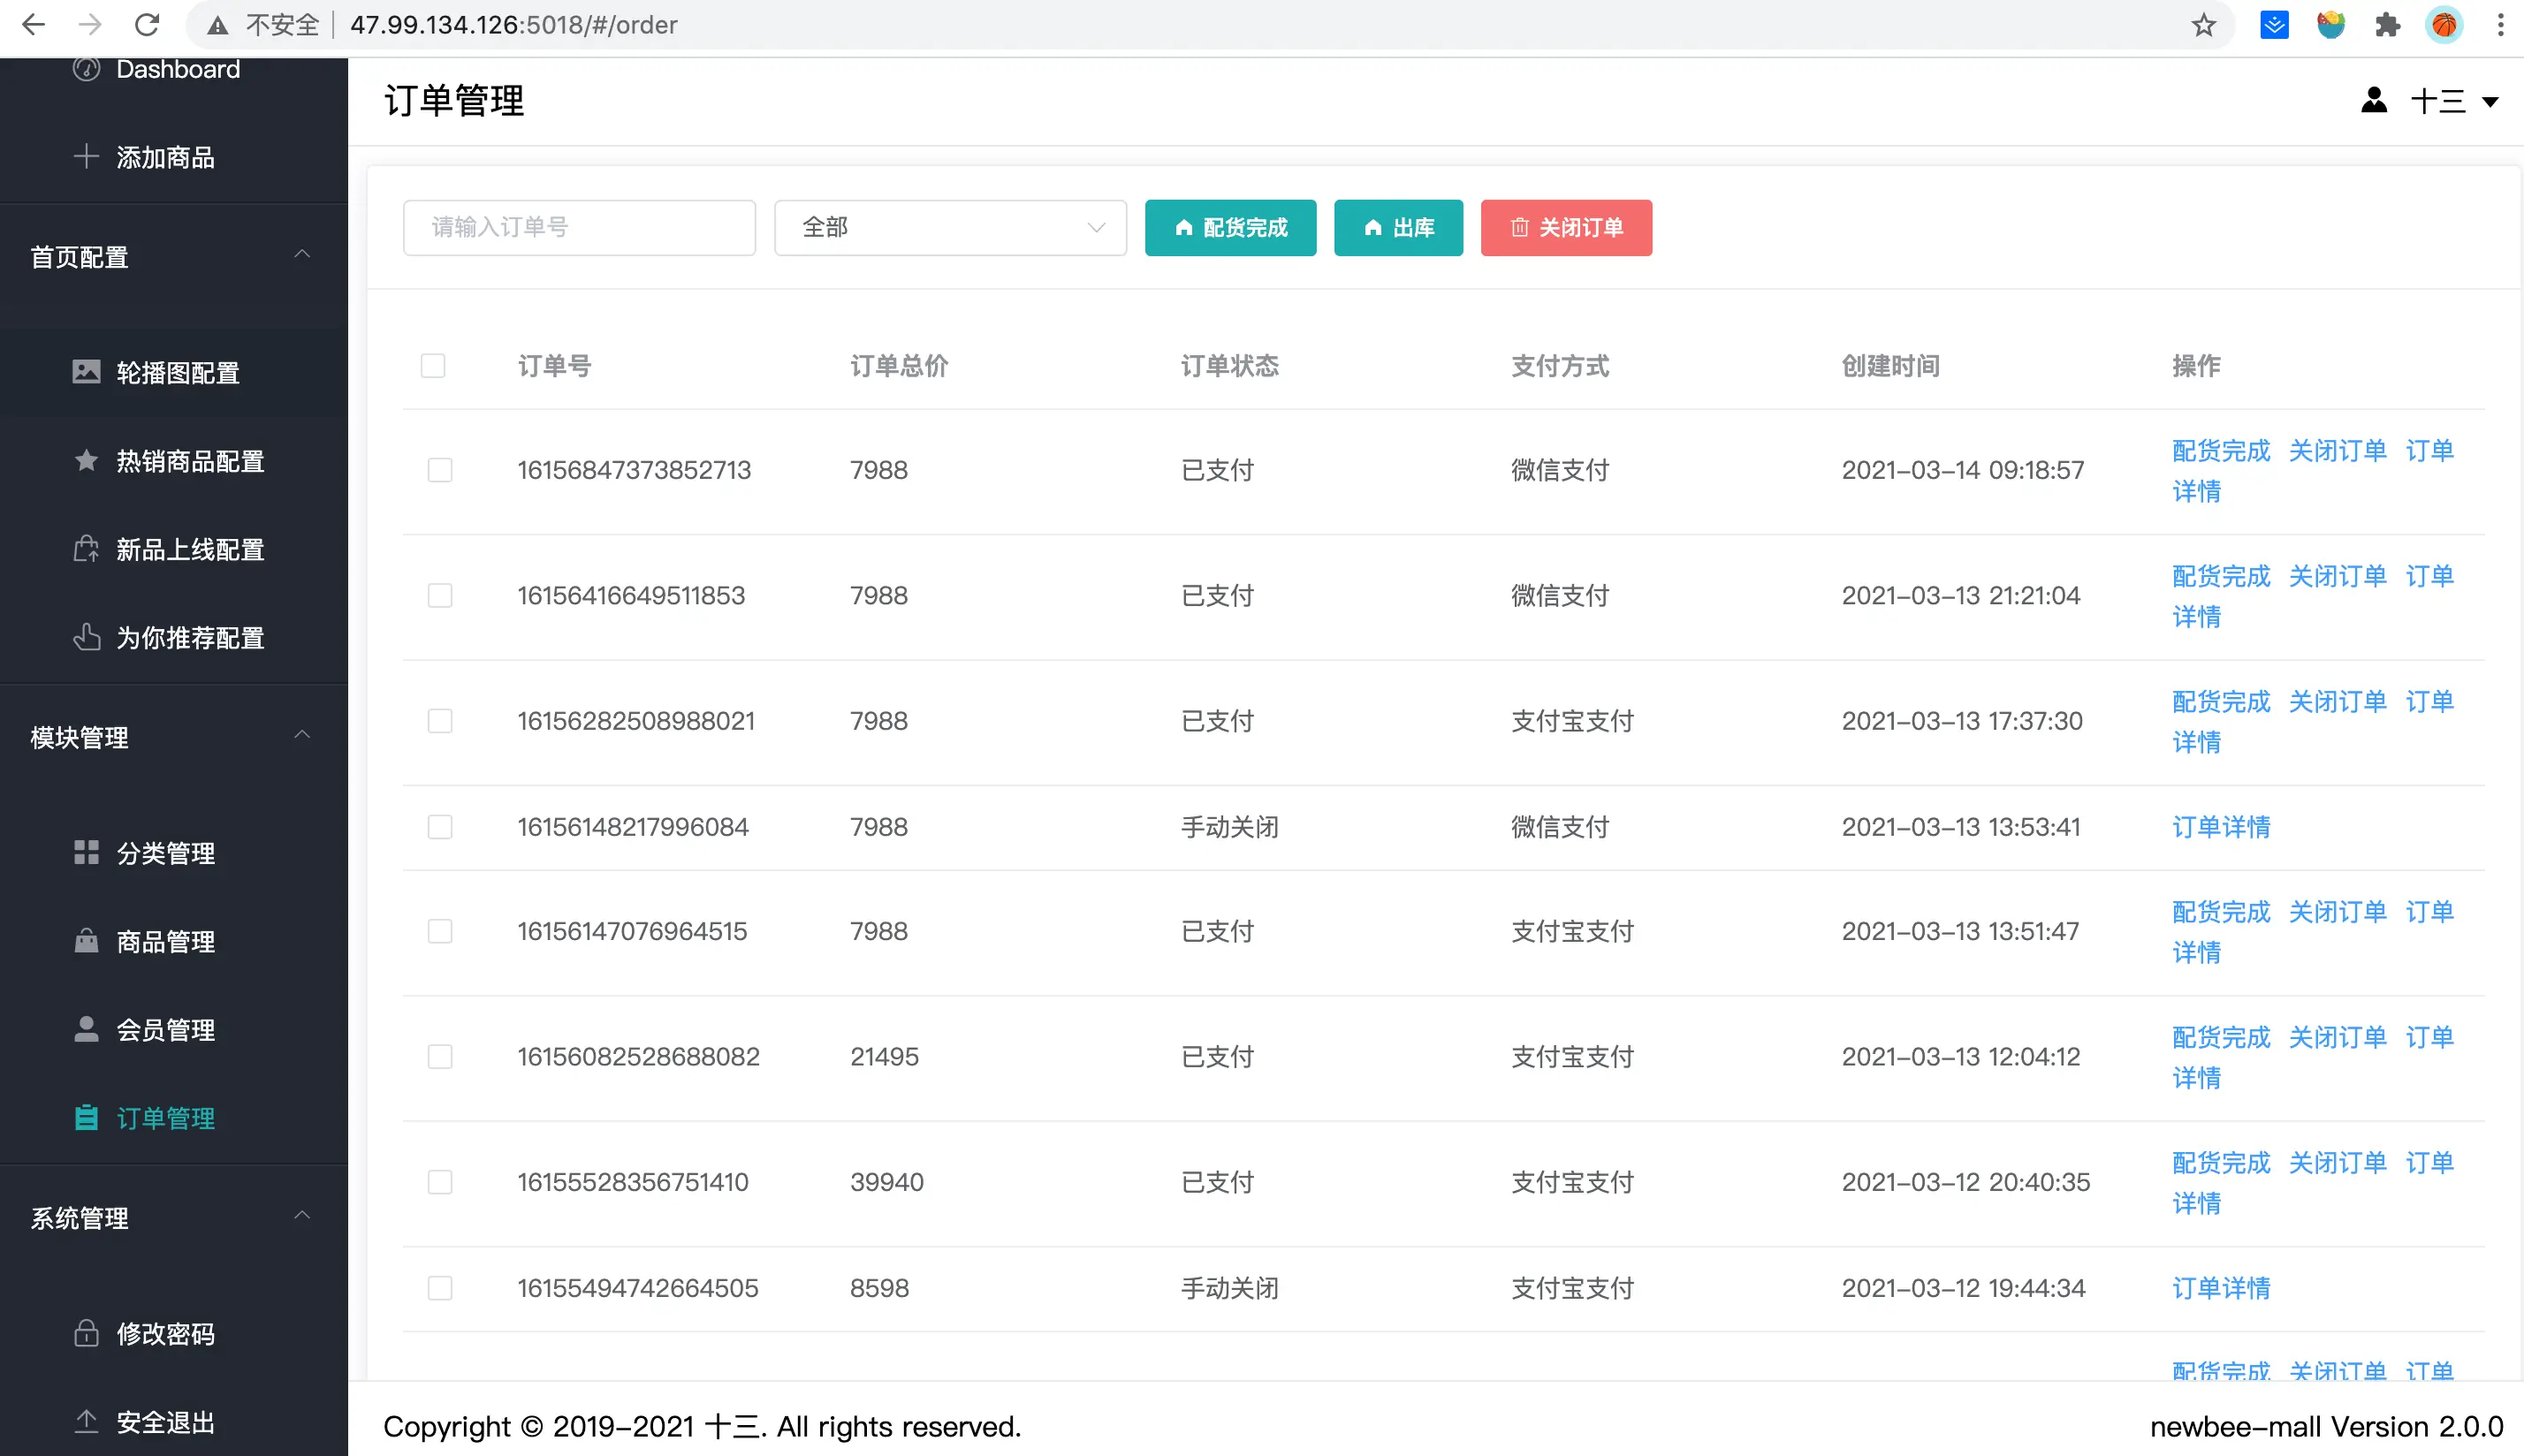 不安全 47.99.134.126:5018/#/order
Dashboard
添加商品
首页配置
轮播图配置
热销商品配置
新品上线配置
为你推荐配置
模块管理
分类管理
商品管理
会员管理
订单管理
系统管理
修改密码
安全退出
订单管理
十三
请输入订单号 全部 配货完成 出库 关闭订单
订单号 订单总价 订单状态 支付方式 创建时间 操作
16156847373852713 7988 已支付 微信支付 2021-03-14 09:18:57 配货完成 关闭订单 订单
详情
16156416649511853 7988 已支付 微信支付 2021-03-13 21:21:04 配货完成 关闭订单 订单
详情
16156282508988021 7988 已支付 支付宝支付 2021-03-13 17:37:30 配货完成 关闭订单 订单
详情
16156148217996084 7988 手动关闭 微信支付 2021-03-13 13:53:41 订单详情
16156147076964515 7988 已支付 支付宝支付 2021-03-13 13:51:47 配货完成 关闭订单 订单
详情
16156082528688082 21495 已支付 支付宝支付 2021-03-13 12:04:12 配货完成 关闭订单 订单
详情
16155528356751410 39940 已支付 支付宝支付 2021-03-12 20:40:35 配货完成 关闭订单 订单
详情
16155494742664505 8598 手动关闭 支付宝支付 2021-03-12 19:44:34 订单详情
配货完成 关闭订单 订单
Copyright © 2019-2021 十三. All rights reserved.
newbee-mall Version 2.0.0